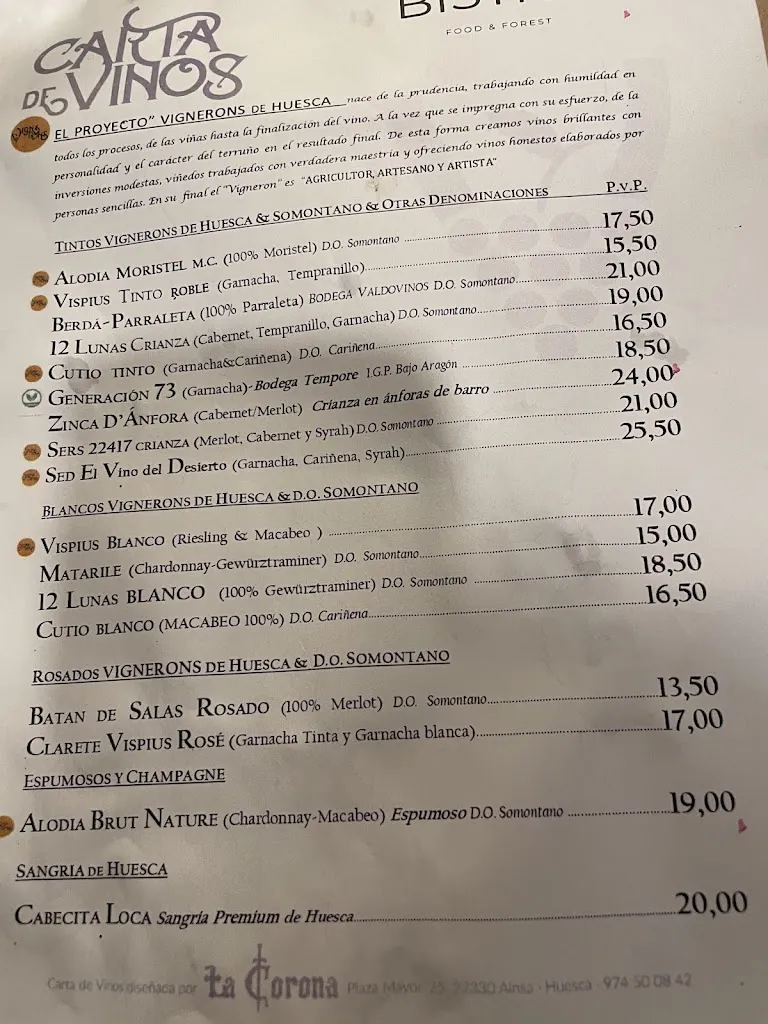 CARTA
DE VINOS
FOOD & FOREST
EL PROYECTO" VIGNERONS DE HUESCA nace de la prudencia, trabajando con humildad en
todos los procesos, de las viñas hasta la finalización del vino. A la vez que se impregna con su esfuerzo, de la
personalidad y el carácter del terruño en el resultado final. De esta forma creamos vinos brillantes con
inversiones modestas, viñedos trabajados con verdadera maestría y ofreciendo vinos honestos elaborados por
personas sencillas. En su final el "Vigneron" es "AGRICULTOR, ARTESANO Y ARTISTA"
TINTOS VIGNERONS DE HUESCA & SOMONTANO & OTRAS DENOMINACIONES P.v.P.
ALODIA MORISTEL M.C. (100% Moristel) D.O. Somontano 17,50
VISPIUS TINTO ROBLE (Garnacha, Tempranillo) 15,50
BERDÁ-PARRALETA (100% Parraleta) BODEGA VALDOVINOS D.O. Somontano 21,00
12 LUNAS CRIANZA (Cabernet, Tempranillo, Garnacha) D.O. Somontano 19,00
CUTIO TINTO (Garnacha&Cariñena) D.O. Cariñena 16,50
GENERACIÓN 73 (Garnacha)-Bodega Tempore I.G.P. Bajo Aragón 18,50
ZINCA D'ÁNFORA (Cabernet/Merlot) Crianza en ánforas de barro 24,00
SERS 22417 CRIANZA (Merlot, Cabernet y Syrah) D.O. Somontano 21,00
SED El Vino del Desierto (Garnacha, Cariñena, Syrah) 25,50
BLANCOS VIGNERONS DE HUESCA & D.O. SOMONTANO
VISPIUS BLANCO (Riesling & Macabeo ) 17,00
MATARILE (Chardonnay-Gewürztraminer) D.O. Somontano 15,00
12 LUNAS BLANCO (100% Gewürztraminer) D.O. Somontano 18,50
CUTIO BLANCO (MACABEO 100%) D.O. Cariñena 16,50
ROSADOS VIGNERONS DE HUESCA & D.O. SOMONTANO
BATAN DE SALAS ROSADO (100% Merlot) D.O. Somontano 13,50
CLARETE VISPIUS ROSÉ (Garnacha Tinta y Garnacha blanca) 17,00
ESPUMOSOS Y CHAMPAGNE
ALODIA BRUT NATURE (Chardonnay-Macabeo) Espumoso D.O. Somontano 19,00
SANGRIA DE HUESCA
CABECITA LOCA Sangría Premium de Huesca 20,00
Carta de Vinos diseñada por La Corona Plaza Mayor 25, 22330 Ainsa · Huesca · 974 50 08 42